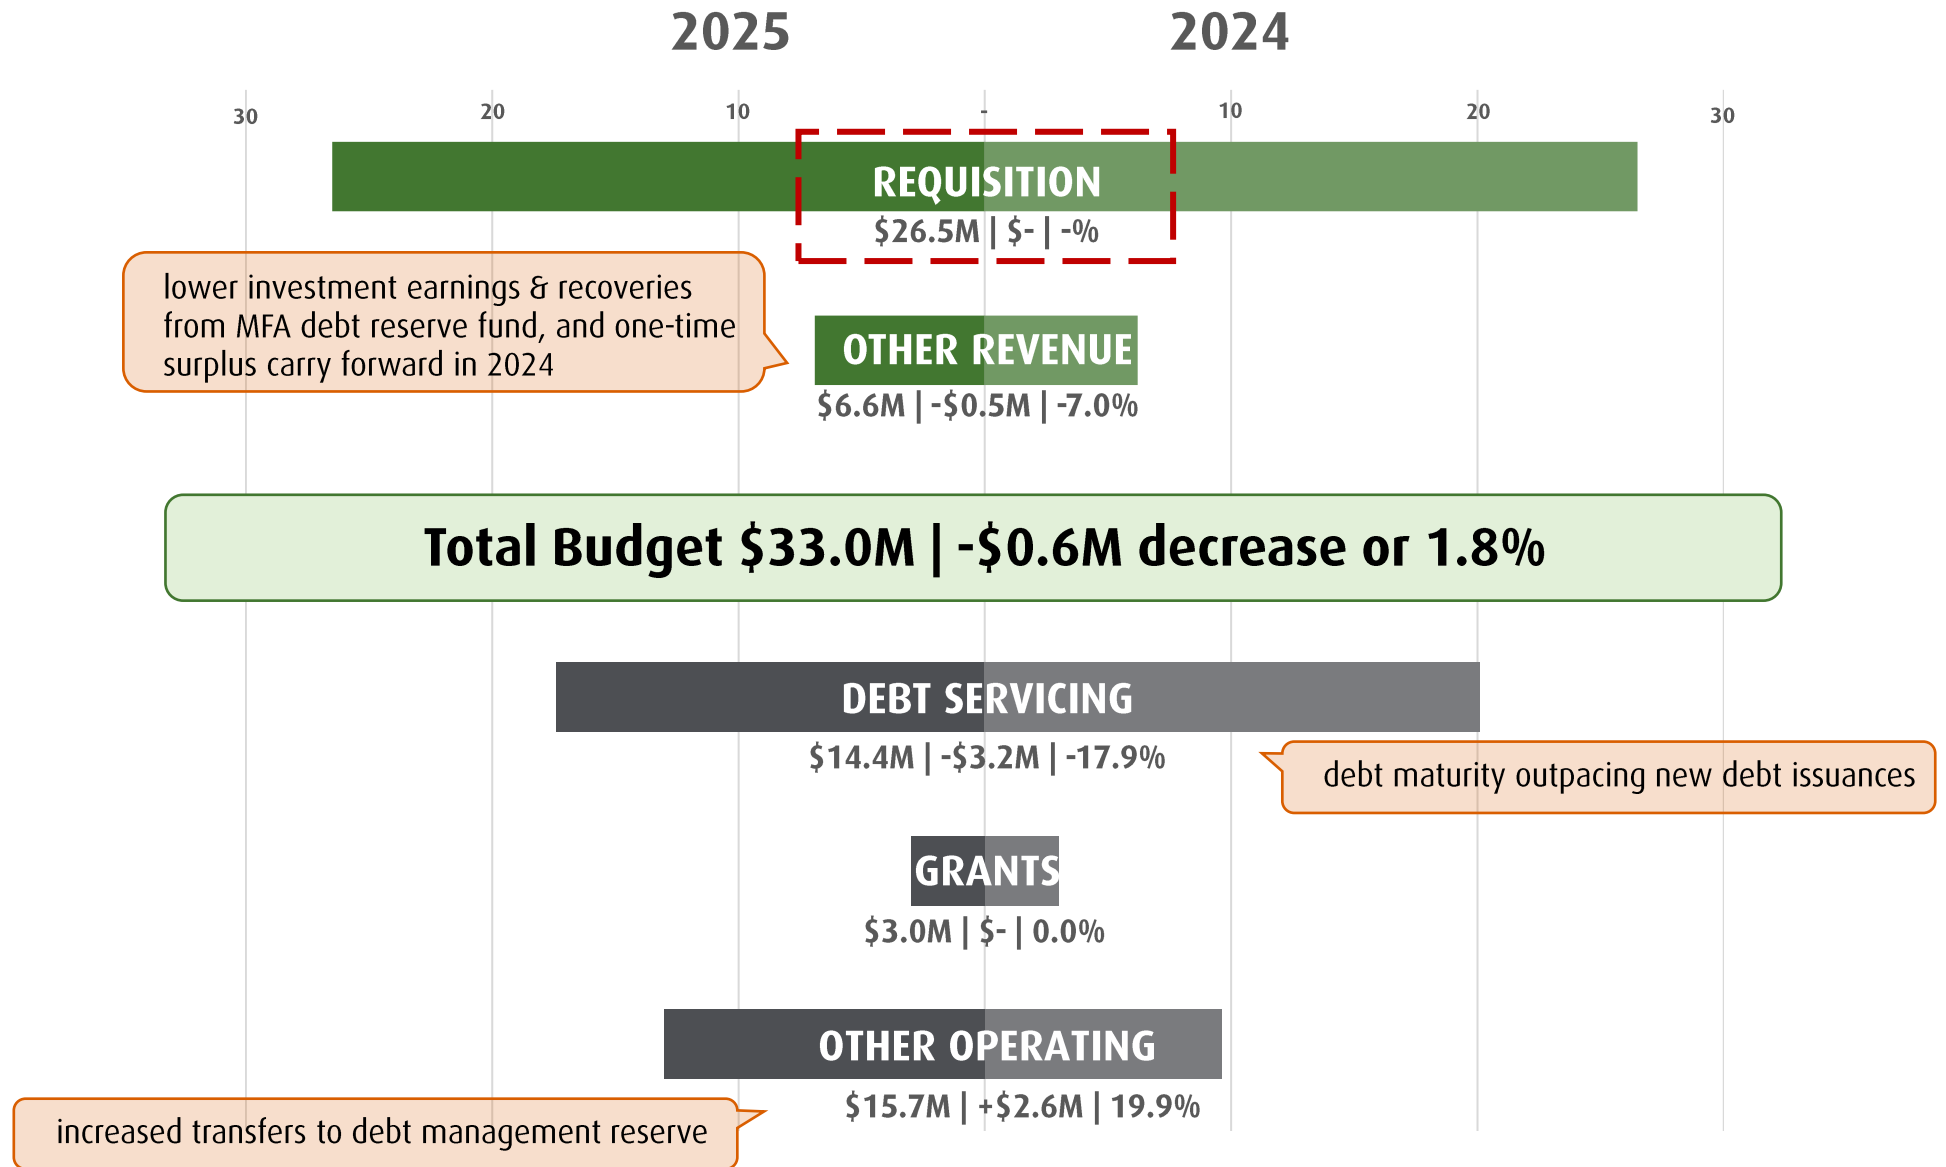 2025 2024
30 20 10 - 10 20 30
REQUISITION
$26.5M | $- | -%
lower investment earnings & recoveries
from MFA debt reserve fund, and one-time
surplus carry forward in 2024
OTHER REVENUE
$6.6M | -$0.5M | -7.0%
Total Budget $33.0M | -$0.6M decrease or 1.8%
DEBT SERVICING
$14.4M | -$3.2M | -17.9%
debt maturity outpacing new debt issuances
GRANTS
$3.0M | $- | 0.0%
OTHER OPERATING
$15.7M | +$2.6M | 19.9%
increased transfers to debt management reserve